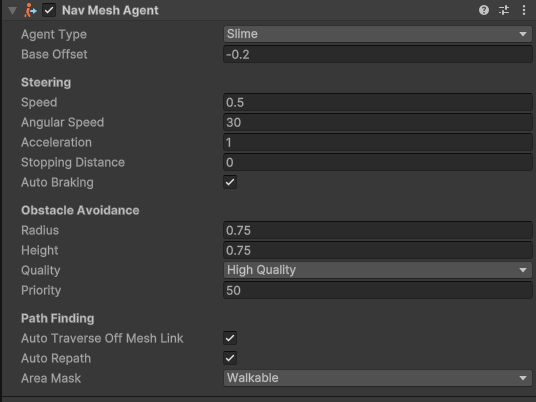 Nav Mesh Agent
Agent Type Slime
Base Offset -0.2
Steering
Speed 0.5
Angular Speed 30
Acceleration 1
Stopping Distance 0
Auto Braking
Obstacle Avoidance
Radius 0.75
Height 0.75
Quality High Quality
Priority 50
Path Finding
Auto Traverse Off Mesh Link
Auto Repath
Area Mask Walkable